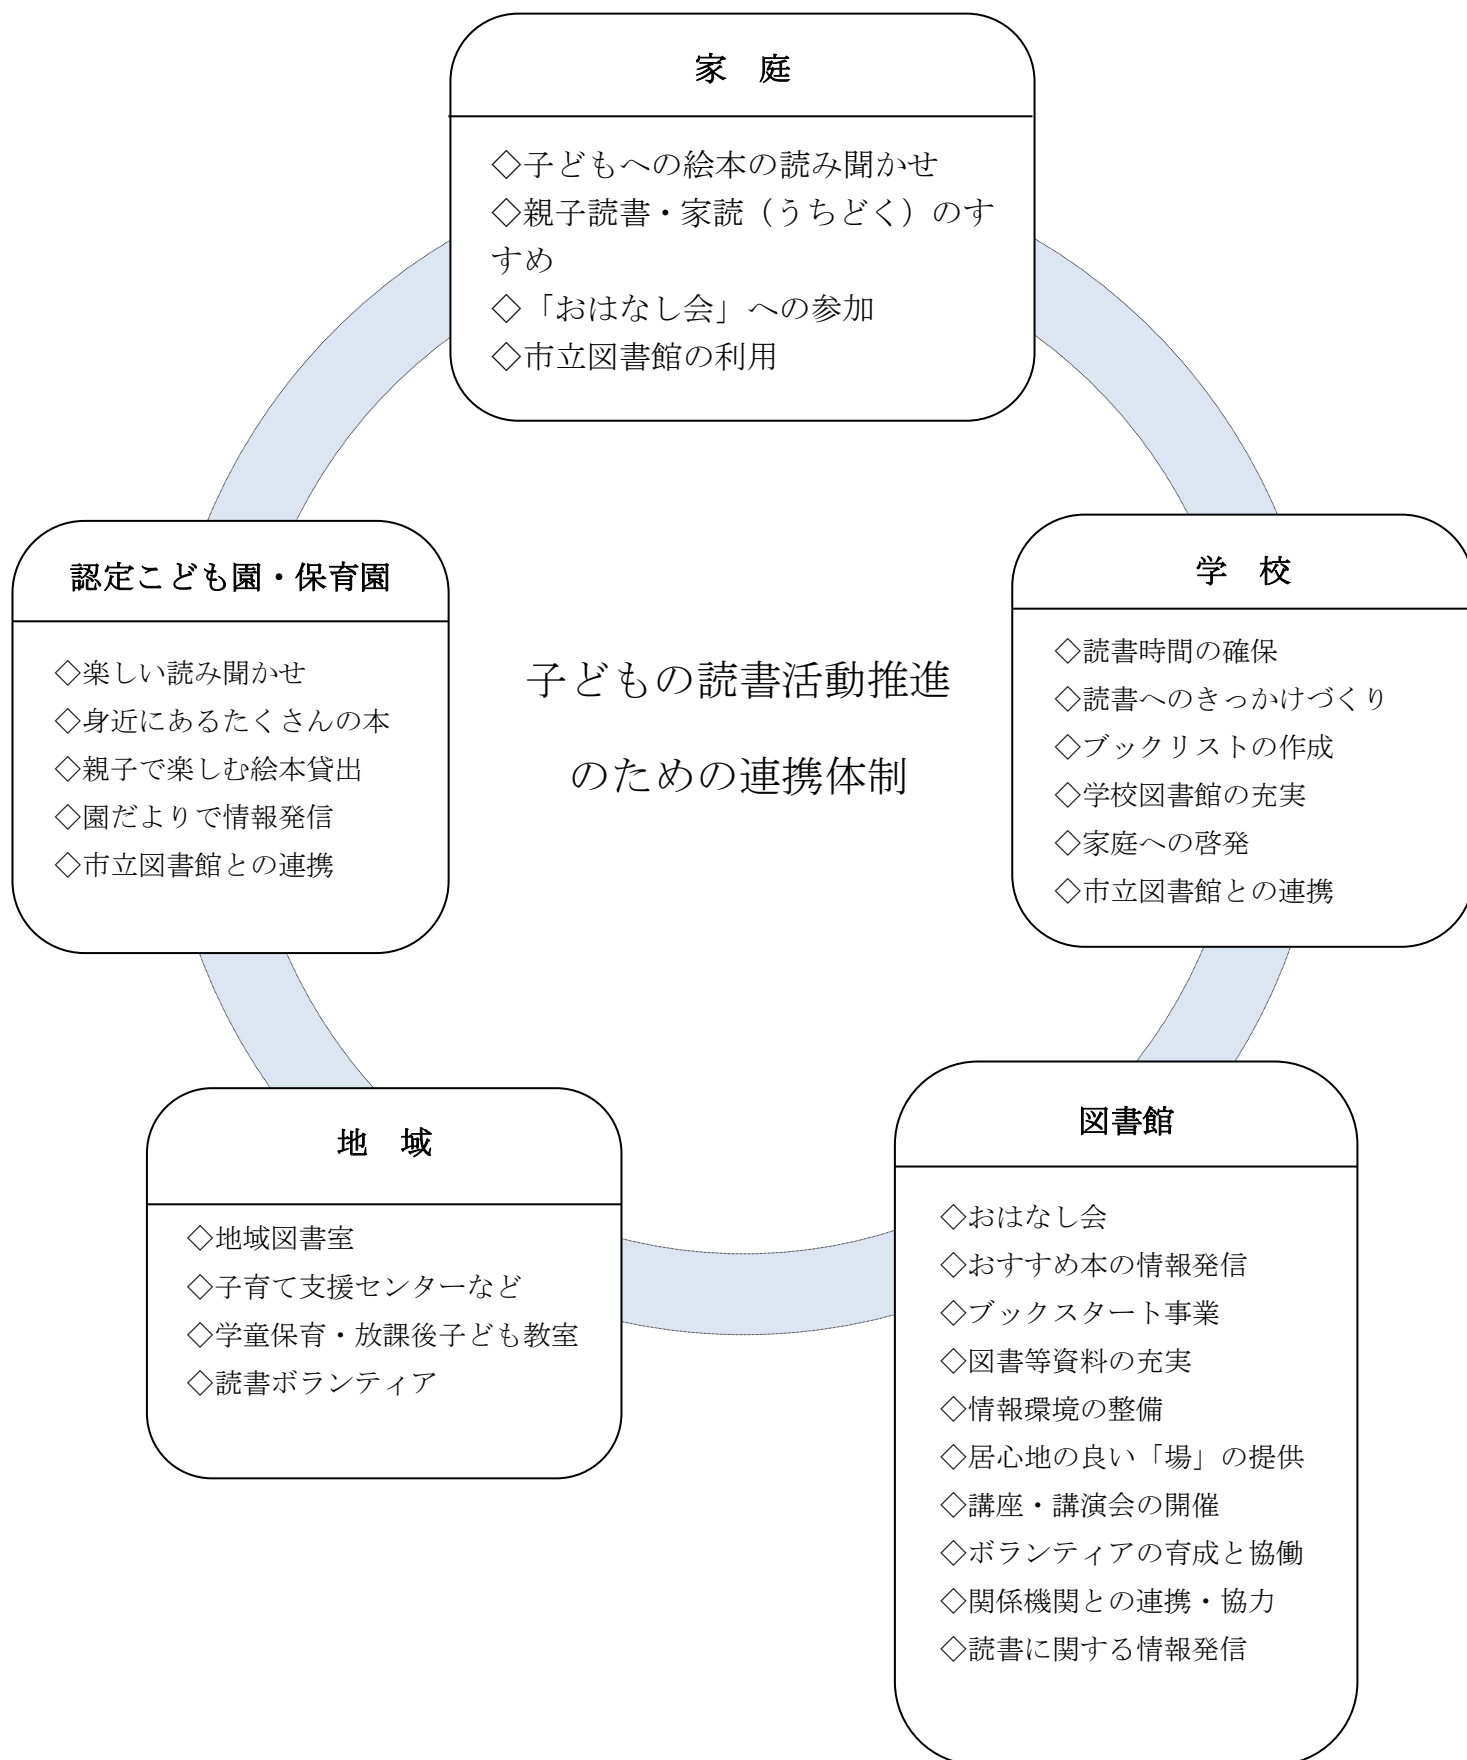 家　庭
◇子どもへの絵本の読み聞かせ
◇親子読書・家読（うちどく）のす
すめ
◇「おはなし会」への参加
◇市立図書館の利用
認定こども園・保育園
◇楽しい読み聞かせ
◇身近にあるたくさんの本
◇親子で楽しむ絵本貸出
◇園だよりで情報発信
◇市立図書館との連携
子どもの読書活動推進
のための連携体制
学　校
◇読書時間の確保
◇読書へのきっかけづくり
◇ブックリストの作成
◇学校図書館の充実
◇家庭への啓発
◇市立図書館との連携
地　域
◇地域図書室
◇子育て支援センターなど
◇学童保育・放課後子ども教室
◇読書ボランティア
図書館
◇おはなし会
◇おすすめ本の情報発信
◇ブックスタート事業
◇図書等資料の充実
◇情報環境の整備
◇居心地の良い「場」の提供
◇講座・講演会の開催
◇ボランティアの育成と協働
◇関係機関との連携・協力
◇読書に関する情報発信